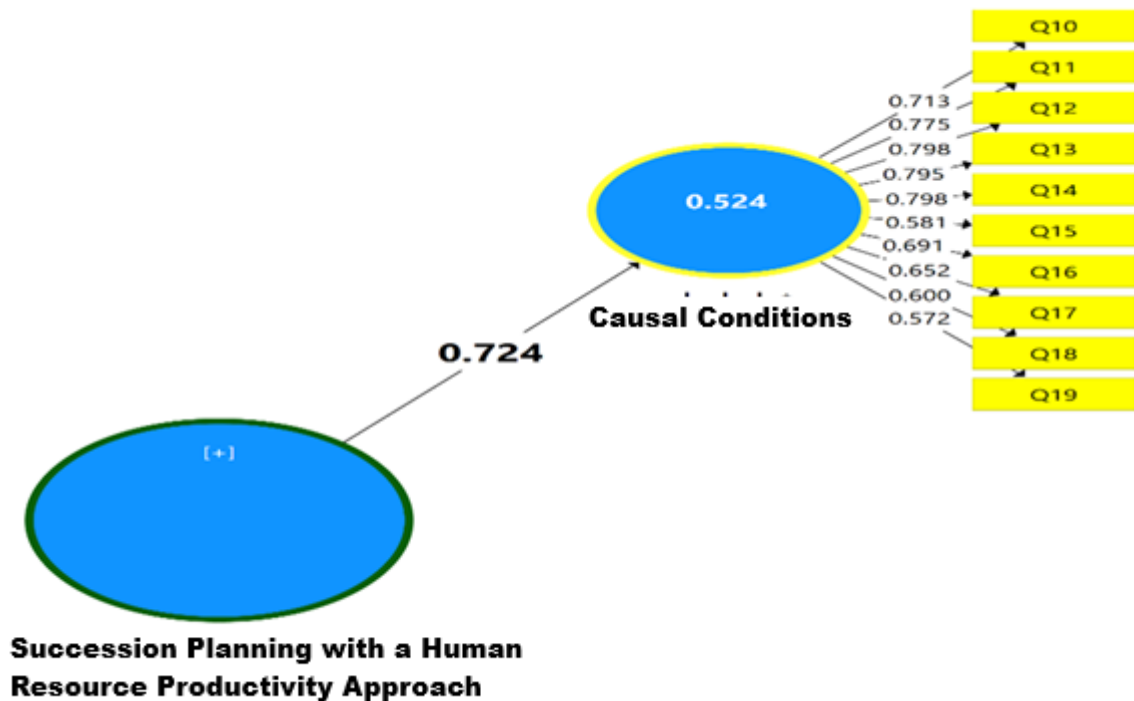 Q10
Q11
0.713
Q12
0.775
0.798
Q13
0.795
Q14
0.524
0.798
0.581
Q15
0.691
Q16
0.652
0.600
Q17
Causal Conditions
0.572
0.724
Q18
Q19
[+]
Succession Planning with a Human
Resource Productivity Approach